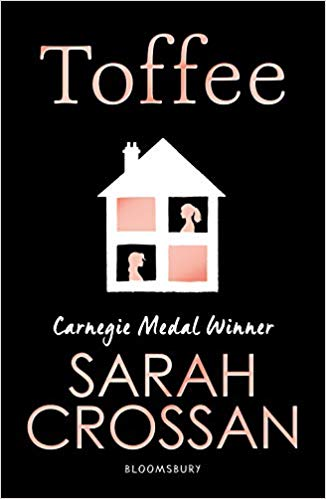 Toffee
Carnegie Medal Winner
SARAH
CROSSAN
BLOOMSBURY